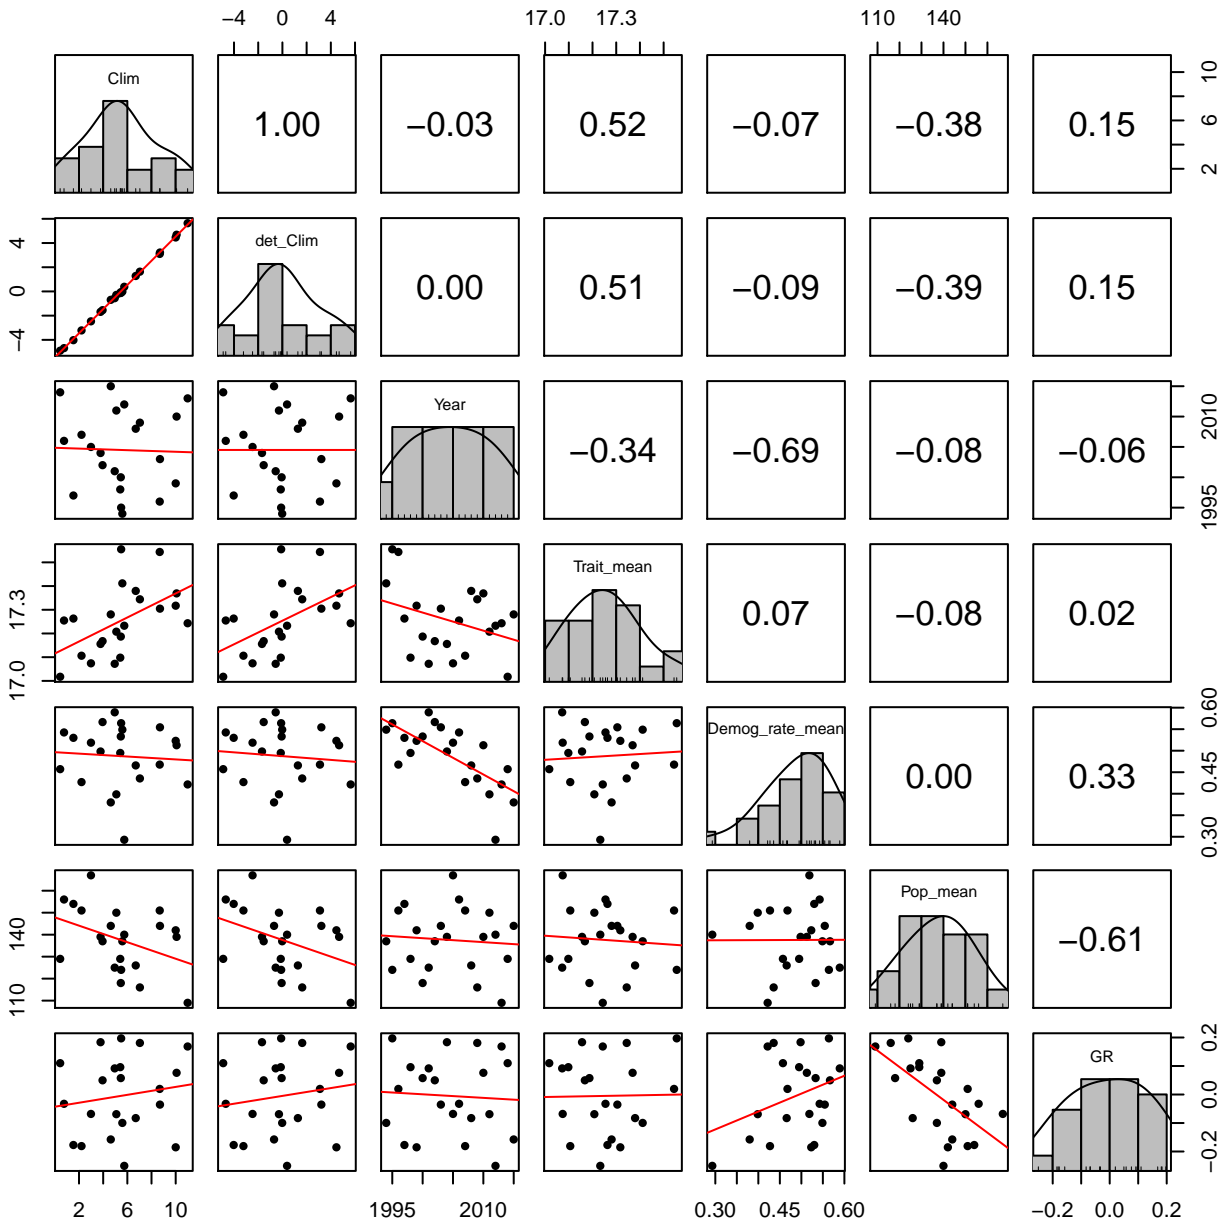 −4 0 4 17.0 17.3 110 140
Clim 1.00 −0.03 0.52 −0.07 −0.38 0.15 2 6 10
−4 0 4 det_Clim 0.00 0.51 −0.09 −0.39 0.15
Year −0.34 −0.69 −0.08 −0.06 1995 2010
17.0 17.3 Trait_mean 0.07 −0.08 0.02
Demog_rate_mean 0.00 0.33 0.30 0.45 0.60
110 140 Pop_mean −0.61
GR −0.2 0.0 0.2
2 6 10 1995 2010 0.30 0.45 0.60 −0.2 0.0 0.2